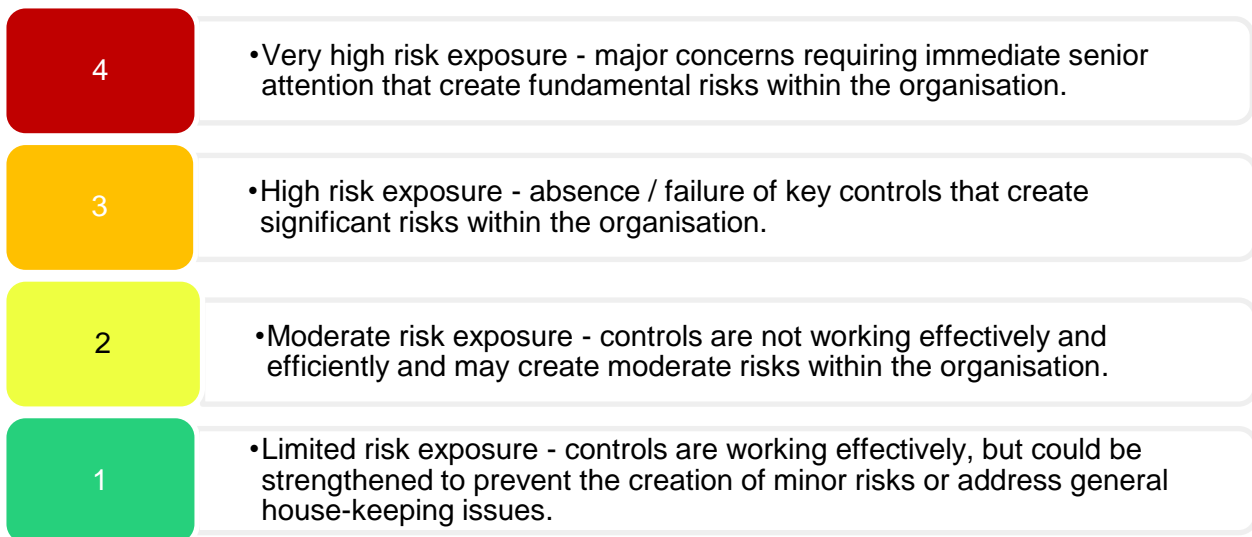 4
•Very high risk exposure - major concerns requiring immediate senior
attention that create fundamental risks within the organisation.
3
•High risk exposure - absence / failure of key controls that create
significant risks within the organisation.
2
•Moderate risk exposure - controls are not working effectively and
efficiently and may create moderate risks within the organisation.
1
•Limited risk exposure - controls are working effectively, but could be
strengthened to prevent the creation of minor risks or address general
house-keeping issues.